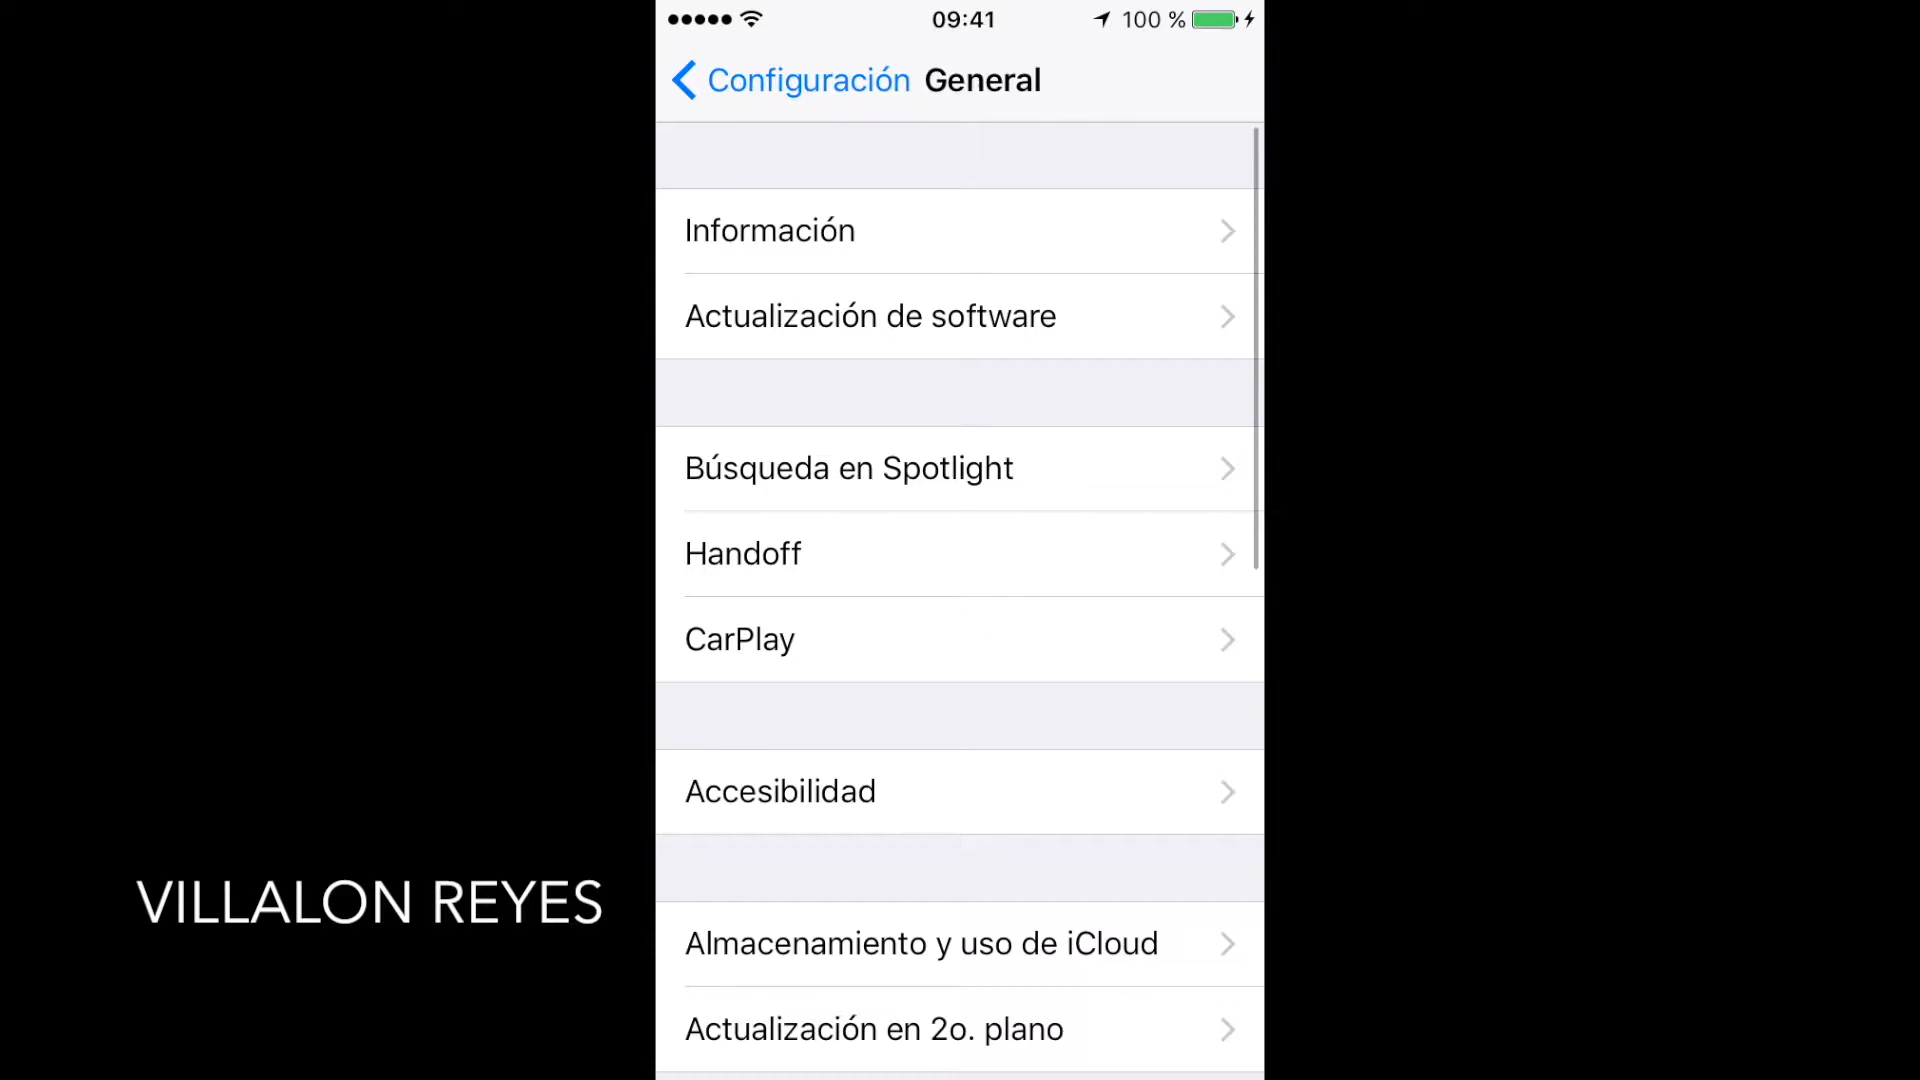 09:41
100 %
Configuración General
Información
Actualización de software
Búsqueda en Spotlight
Handoff
CarPlay
Accesibilidad
VILLALON REYES
Almacenamiento y uso de iCloud
Actualización en 2o. plano